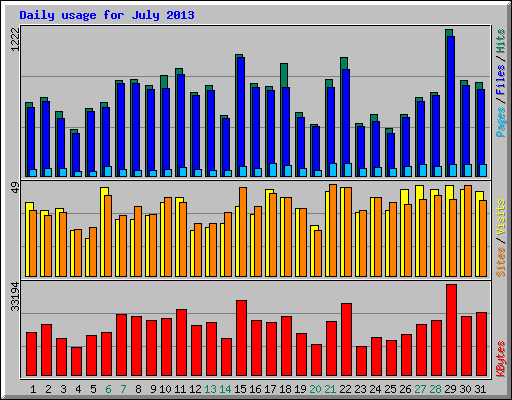 Daily usage for July 2013
1222
Pages / Files / Hits
49
Sites / Visits
33194
KBytes
1 2 3 4 5 6 7 8 9 10 11 12 13 14 15 16 17 18 19 20 21 22 23 24 25 26 27 28 29 30 31